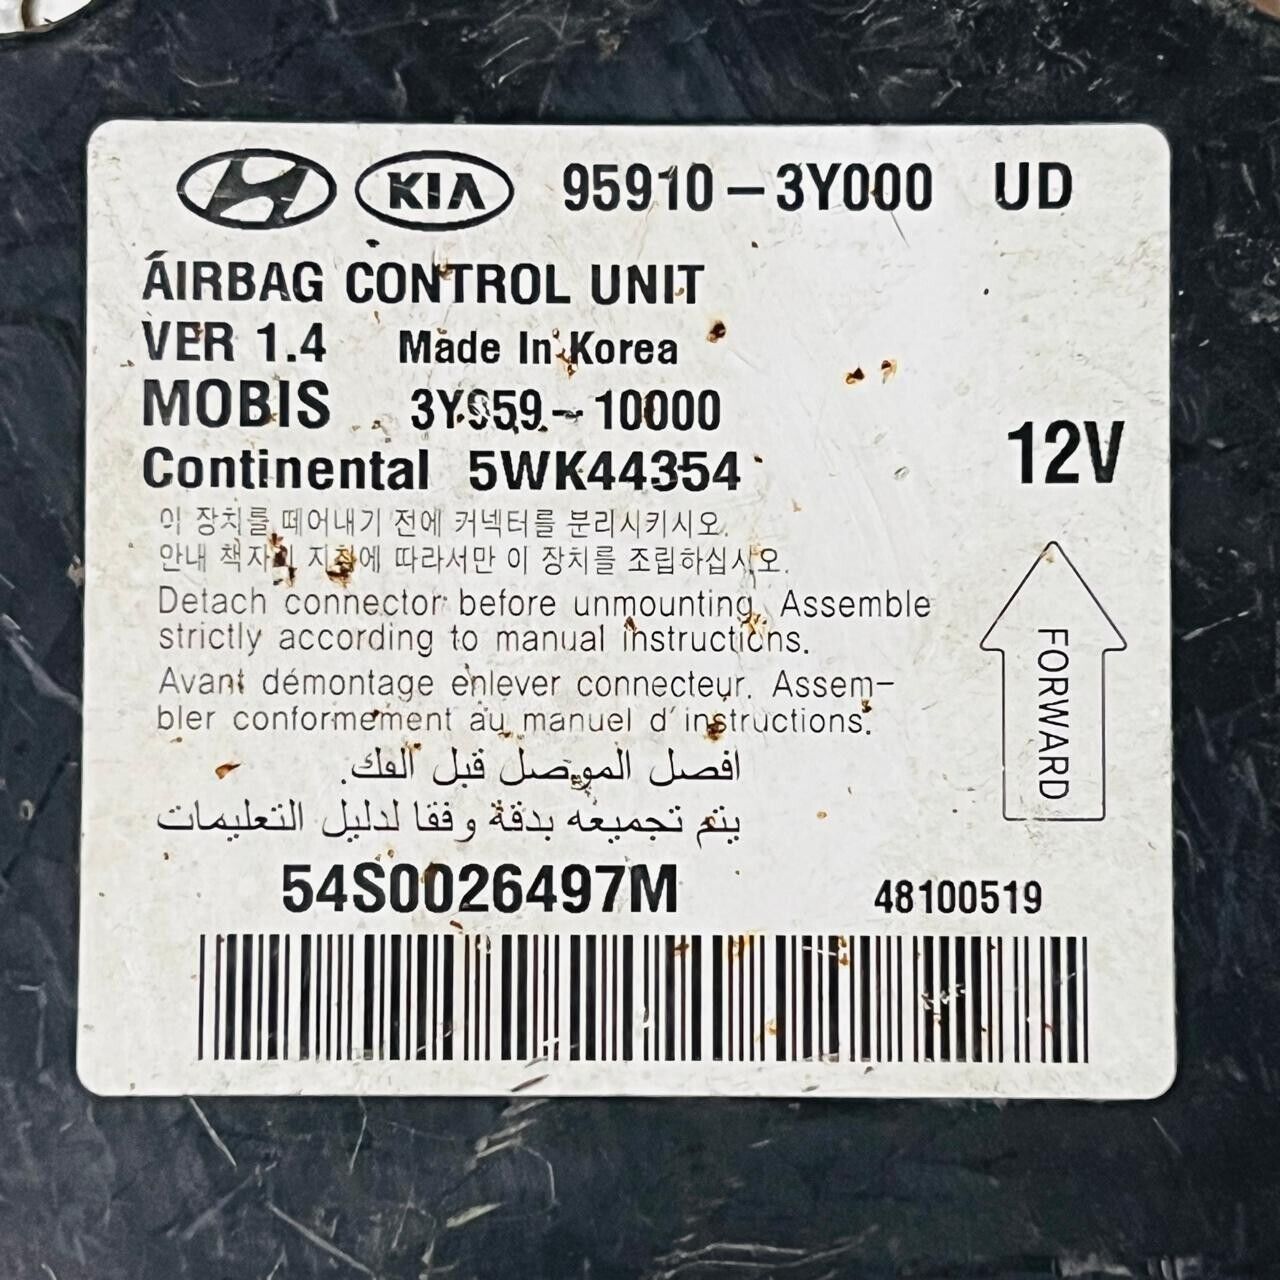 KIA 95910-3Y000 UD
AIRBAG CONTROL UNIT
VER 1.4 Made In Korea
MOBIS 3Y959-10000
Continental 5WK44354
12V
이 장치를 떼어내기 전에 커넥터를 분리시키시오.
안내 책자의 지침에 따라서만 이 장치를 조립하십시오.
Detach connector before unmounting. Assemble
strictly according to manual instructions.
Avant démontage enlever connecteur. Assem-
bler conformement au manuel d'instructions.
افصل الموصل قبل الفك.
يتم تجميعه بدقة وفقا لدليل التعليمات
FORWARD
54S0026497M 48100519